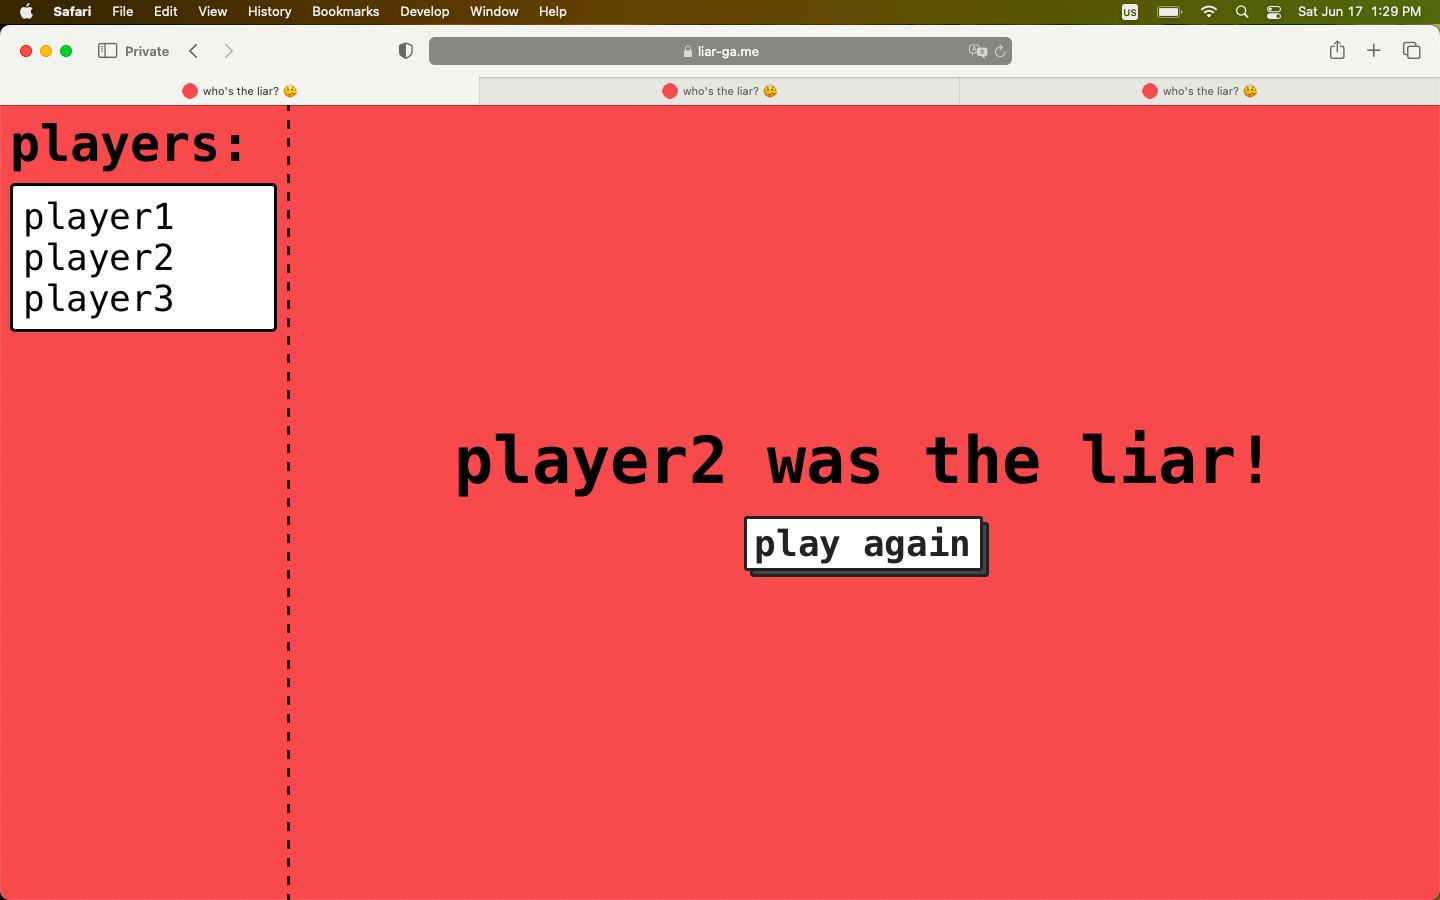 Safari File Edit View History Bookmarks Develop Window Help US Sat Jun 17 1:29 PM
Private liar-ga.me
who's the liar? 🤥 who's the liar? 🤥 who's the liar? 🤥
players:
player1
player2
player3
player2 was the liar!
play again